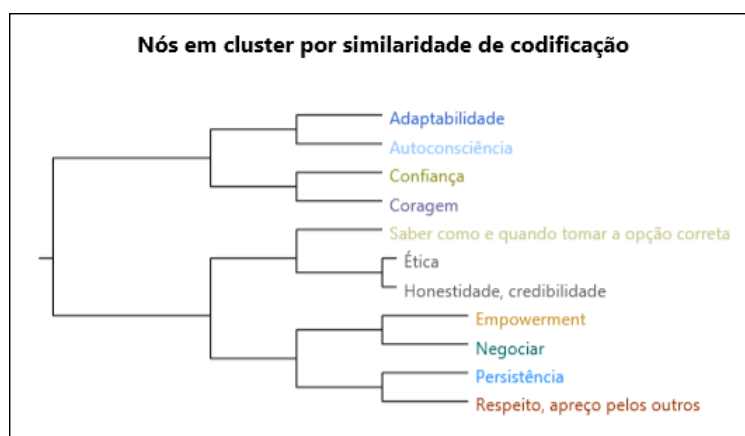 Nós em cluster por similaridade de codificação
Adaptabilidade
Autoconsciência
Confiança
Coragem
Saber como e quando tomar a opção correta
Ética
Honestidade, credibilidade
Empowerment
Negociar
Persistência
Respeito, apreço pelos outros